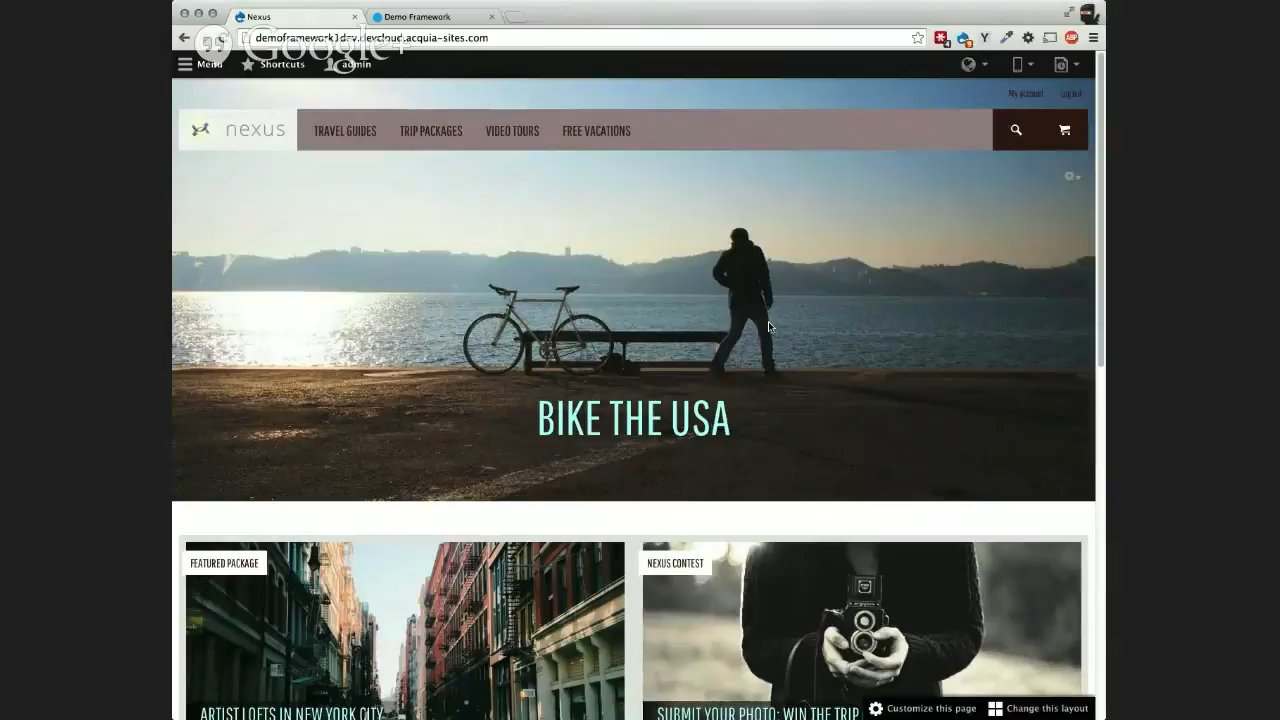 Nexus
Demo Framework
demoframework1dev.devcloud.acquia-sites.com
Google+
Menu
Shortcuts
admin
My account
Log out
nexus
TRAVEL GUIDES
TRIP PACKAGES
VIDEO TOURS
FREE VACATIONS
BIKE THE USA
FEATURED PACKAGE
NEXUS CONTEST
ARTIST LOFTS IN NEW YORK CITY
SUBMIT YOUR PHOTO: WIN THE TRIP
Customize this page
Change this layout